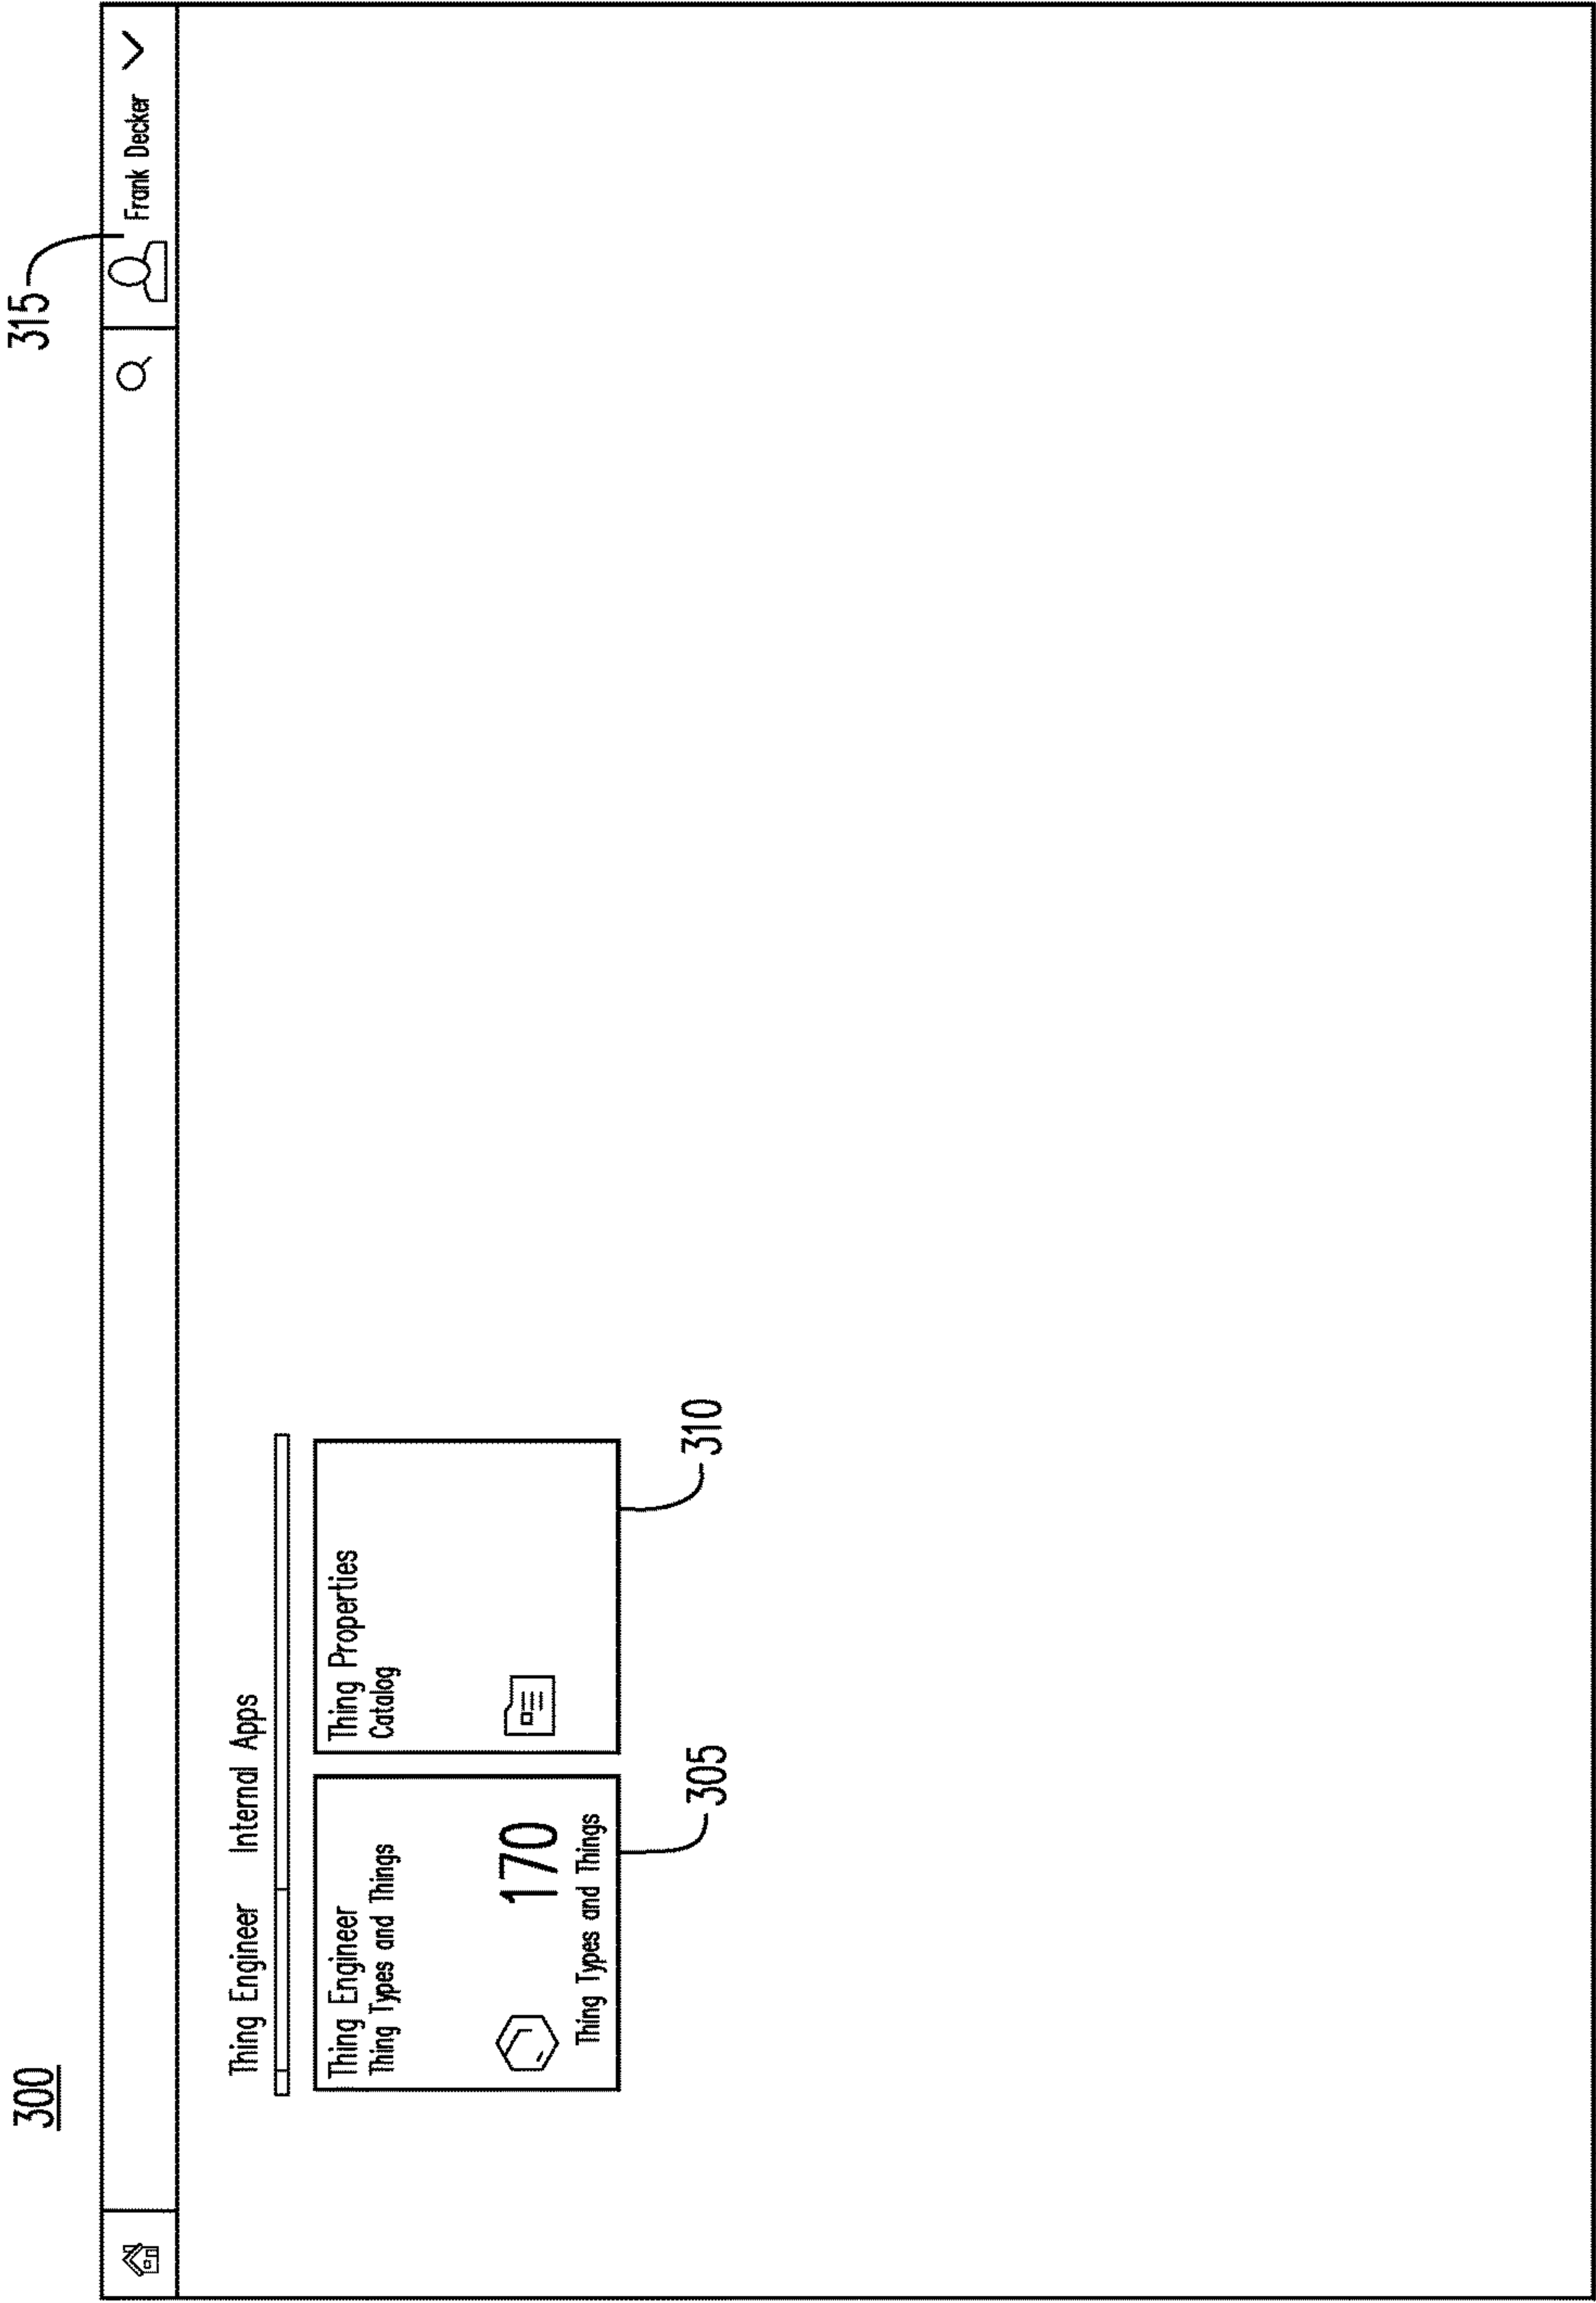 300
315
Frank Decker
Thing Engineer Internal Apps
Thing Engineer
Thing Types and Things
170
Thing Types and Things
305
Thing Properties
Catalog
310